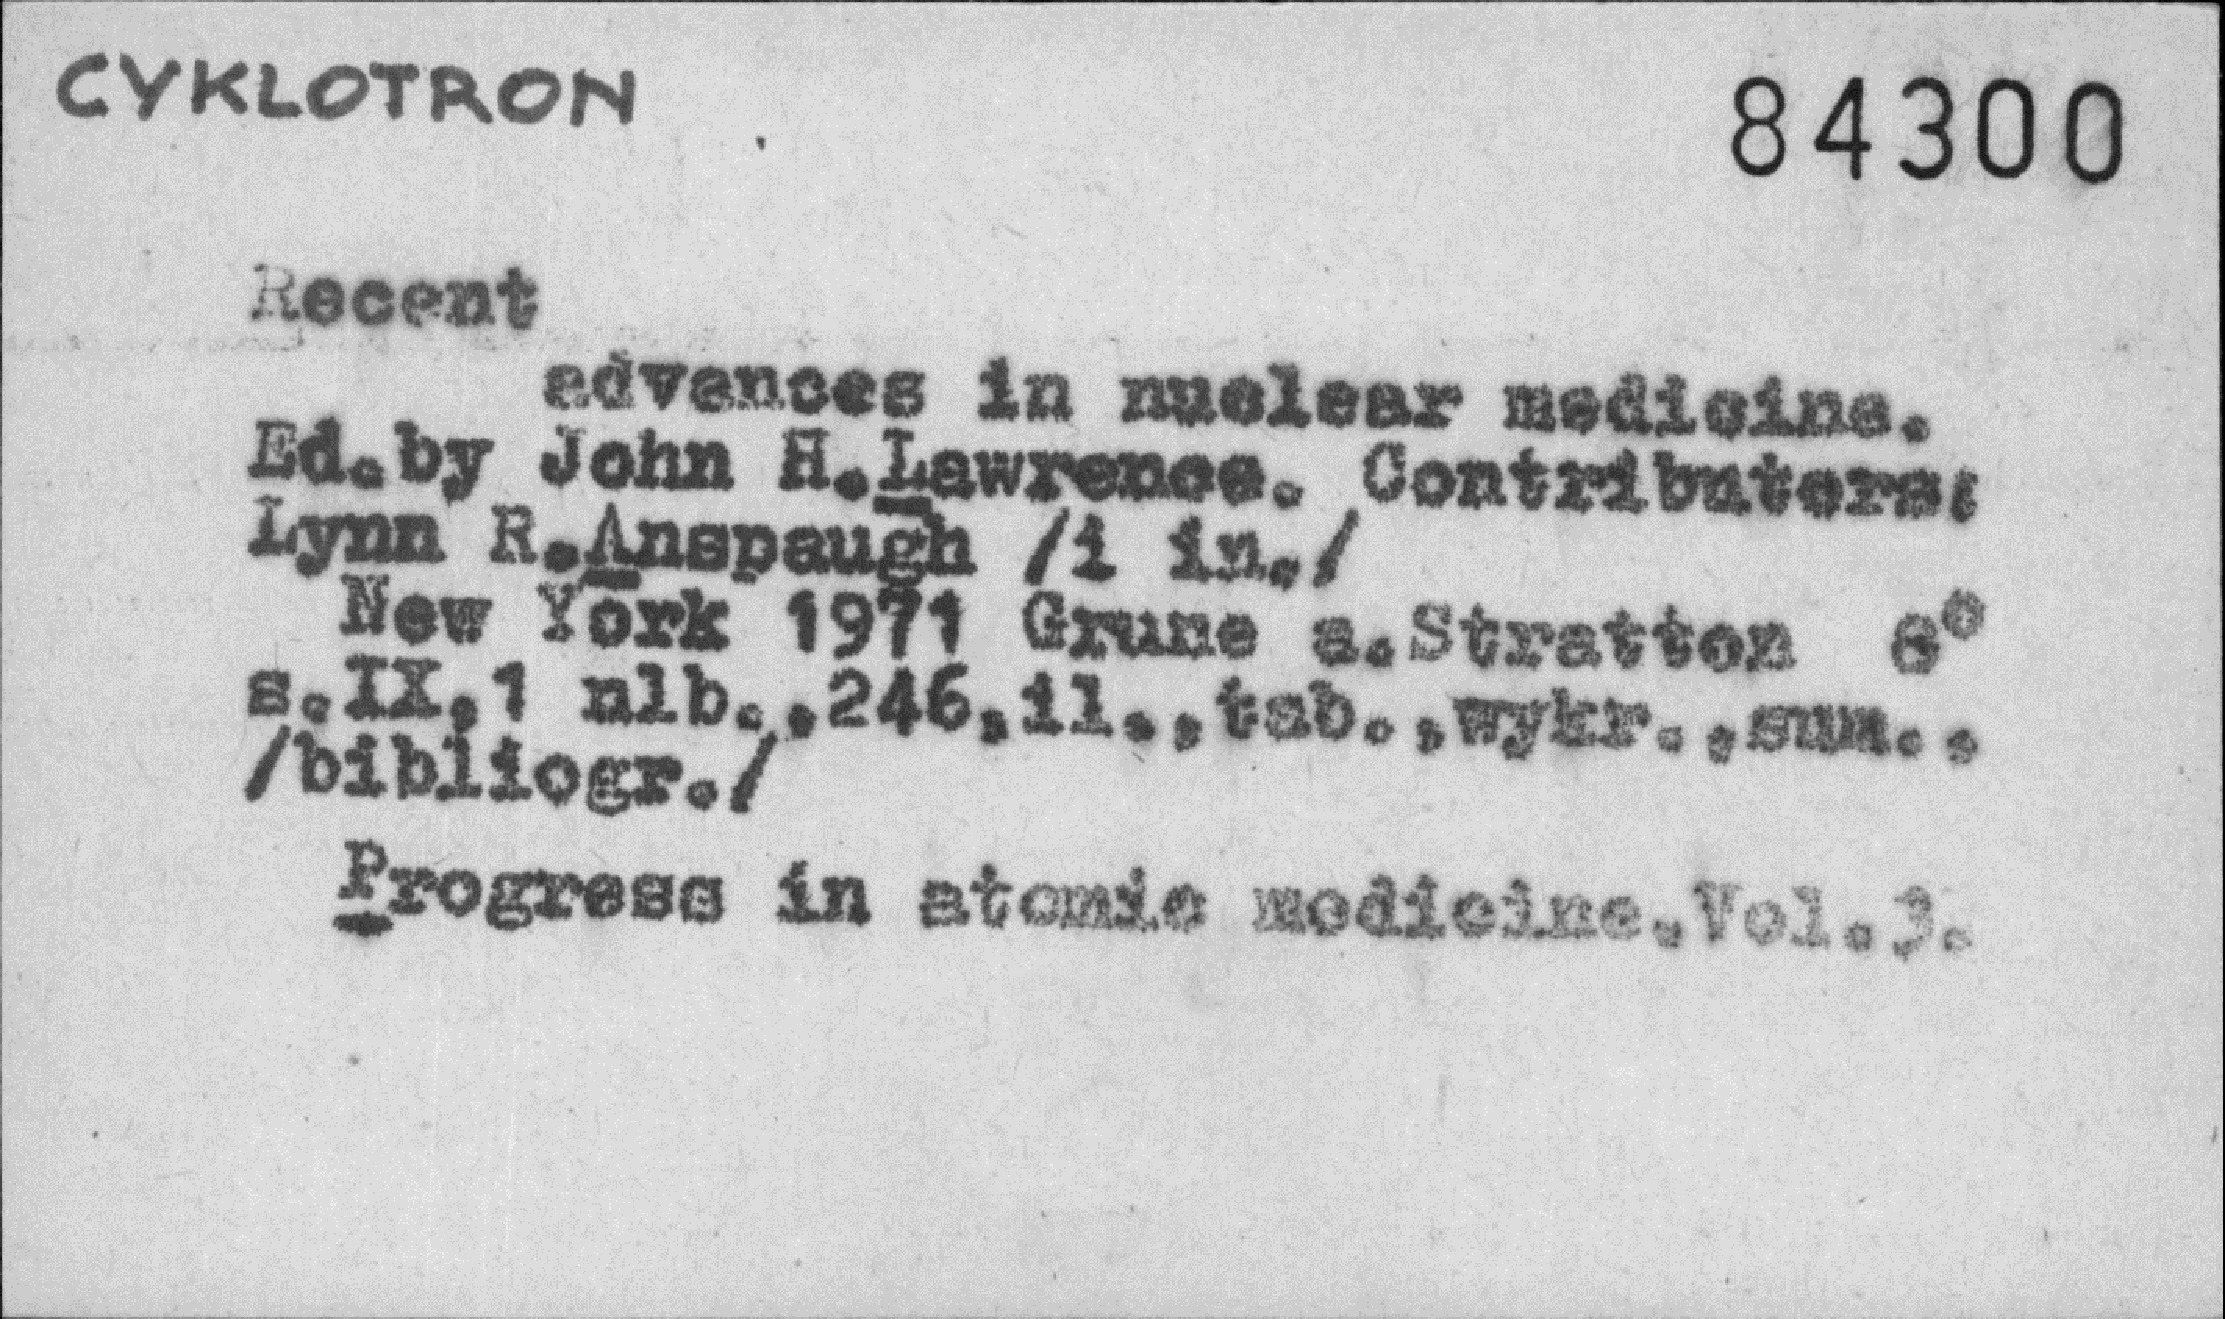 CYKLOTRON
84300
Recent
advances in nuclear medicine.
Ed.by John H.Lawrence. Contributors:
Lynn R.Anspaugh /i in./
New York 1971 Grune a.Stratton 8°
s.IX,1 nlb.,246,il.,tab.,wykr.,sum.,
/bibliogr./
Progress in atomic medicine.Vol.3.